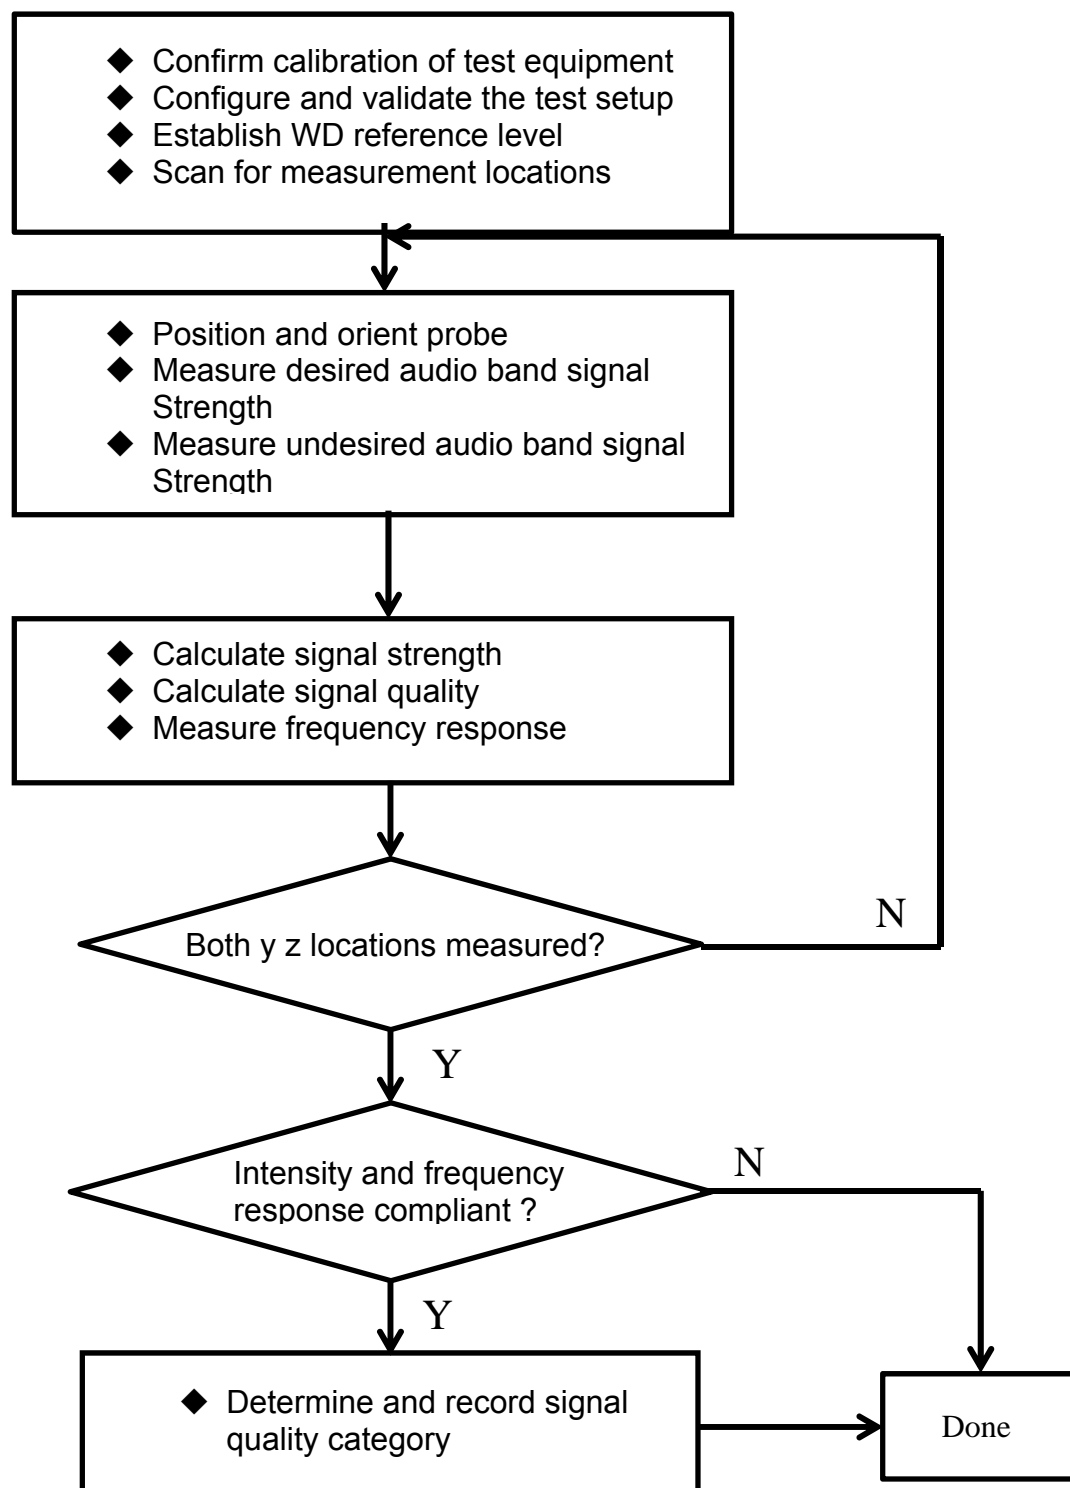 ◆ Confirm calibration of test equipment
◆ Configure and validate the test setup
◆ Establish WD reference level
◆ Scan for measurement locations
◆ Position and orient probe
◆ Measure desired audio band signal
Strength
◆ Measure undesired audio band signal
Strength
◆ Calculate signal strength
◆ Calculate signal quality
◆ Measure frequency response
Both y z locations measured?
N
Y
Intensity and frequency
response compliant ?
N
Y
◆ Determine and record signal
quality category
Done